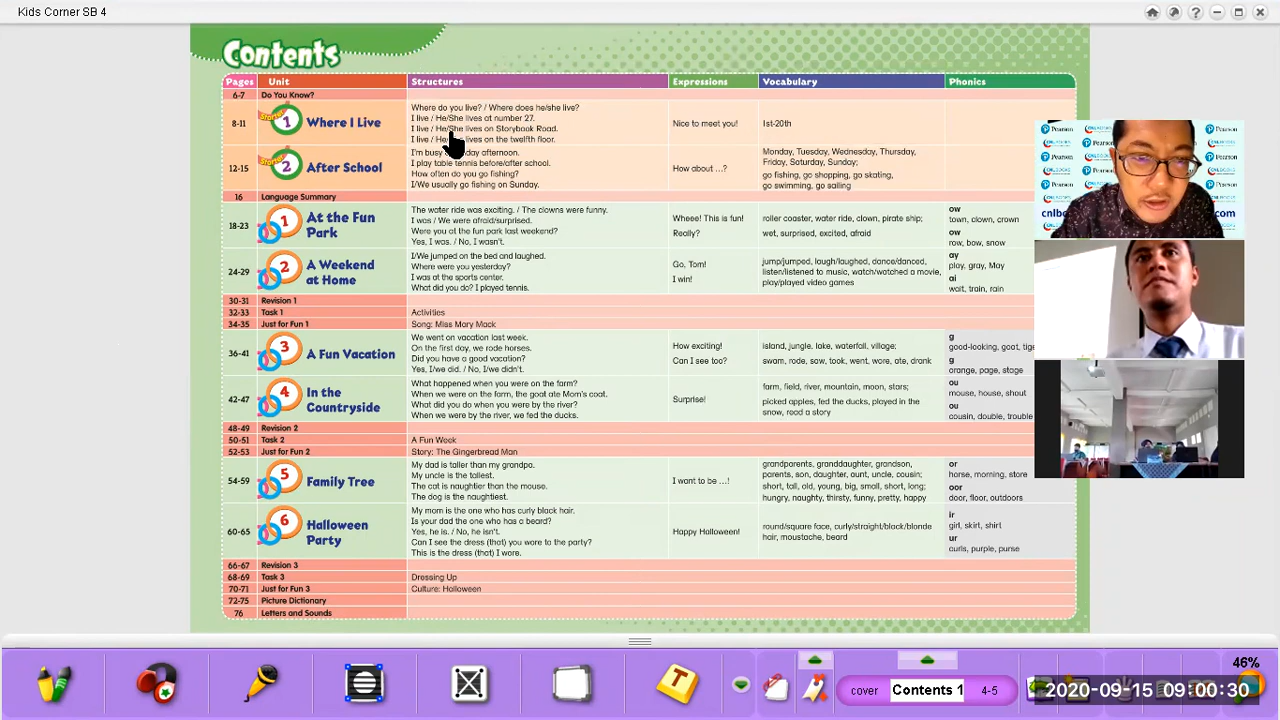 Kids Corner SB 4
Contents
Pages Unit Structures Expressions Vocabulary Phonics
6-7 Do You Know?
8-11 Starter 1 Where I Live
Where do you live? / Where does he/she live?
I live / He/She lives at number 27.
I live / He/She lives on Storybook Road.
I live / He/ lives on the twelfth floor.
Nice to meet you!
1st-20th
12-15 Starter 2 After School
I'm busy day afternoon.
I play table tennis before/after school.
How often do you go fishing?
I/We usually go fishing on Sunday.
How about ...?
Monday, Tuesday, Wednesday, Thursday,
Friday, Saturday, Sunday;
go fishing, go shopping, go skating,
go swimming, go sailing
16 Language Summary
18-23 1 At the Fun
Park
The water ride was exciting. / The clowns were funny.
I was / We were afraid/surprised.
Were you at the fun park last weekend?
Yes, I was. / No, I wasn't.
Wheee! This is fun!
Really?
roller coaster, water ride, clown, pirate ship;
wet, surprised, excited, afraid
ow
town, clown, crown
ow
row, bow, snow
24-29 2 A Weekend
at Home
I/We jumped on the bed and laughed.
Where were you yesterday?
I was at the sports center.
What did you do? I played tennis.
Go, Tom!
I win!
jump/jumped, laugh/laughed, dance/danced,
listen/listened to music, watch/watched a movie,
play/played video games
ay
play, gray, May
ai
wait, train, rain
30-31 Revision 1
32-33 Task 1 Activities
34-35 Just for Fun 1 Song: Miss Mary Mack
36-41 3 A Fun Vacation
We went on vacation last week.
On the first day, we rode horses.
Did you have a good vacation?
Yes, I/we did. / No, I/we didn't.
How exciting!
Can I see too?
island, jungle, lake, waterfall, village;
swam, rode, saw, took, went, wore, ate, drank
g
good-looking, goat, tige
g
orange, page, stage
42-47 4 In the
Countryside
What happened when you were on the farm?
When we were on the farm, the goat ate Mom's coat.
What did you do when you were by the river?
When we were by the river, we fed the ducks.
Surprise!
farm, field, river, mountain, moon, stars;
picked apples, fed the ducks, played in the
snow, read a story
ou
mouse, house, shout
ou
cousin, double, trouble
48-49 Revision 2
50-51 Task 2 A Fun Week
52-53 Just for Fun 2 Story: The Gingerbread Man
54-59 5 Family Tree
My dad is taller than my grandpa.
My uncle is the tallest.
The cat is naughtier than the mouse.
The dog is the naughtiest.
I want to be ...!
grandparents, granddaughter, grandson,
parents, son, daughter, aunt, uncle, cousin;
short, tall, old, young, big, small, short, long;
hungry, naughty, thirsty, funny, pretty, happy
or
horse, morning, store
oor
door, floor, outdoors
60-65 6 Halloween
Party
My mom is the one who has curly black hair.
Is your dad the one who has a beard?
Yes, he is. / No, he isn't.
Can I see the dress (that) you wore to the party?
This is the dress (that) I wore.
Happy Halloween!
round/square face, curly/straight/black/blonde
hair, moustache, beard
ir
girl, skirt, shirt
ur
curls, purple, purse
66-67 Revision 3
68-69 Task 3 Dressing Up
70-71 Just for Fun 3 Culture: Halloween
72-75 Picture Dictionary
76 Letters and Sounds
Pearson
Pearson
Pearson
Pearson
cnlbo
com
T
cover Contents 1 4-5
46%
2020-09-15 09:00:30